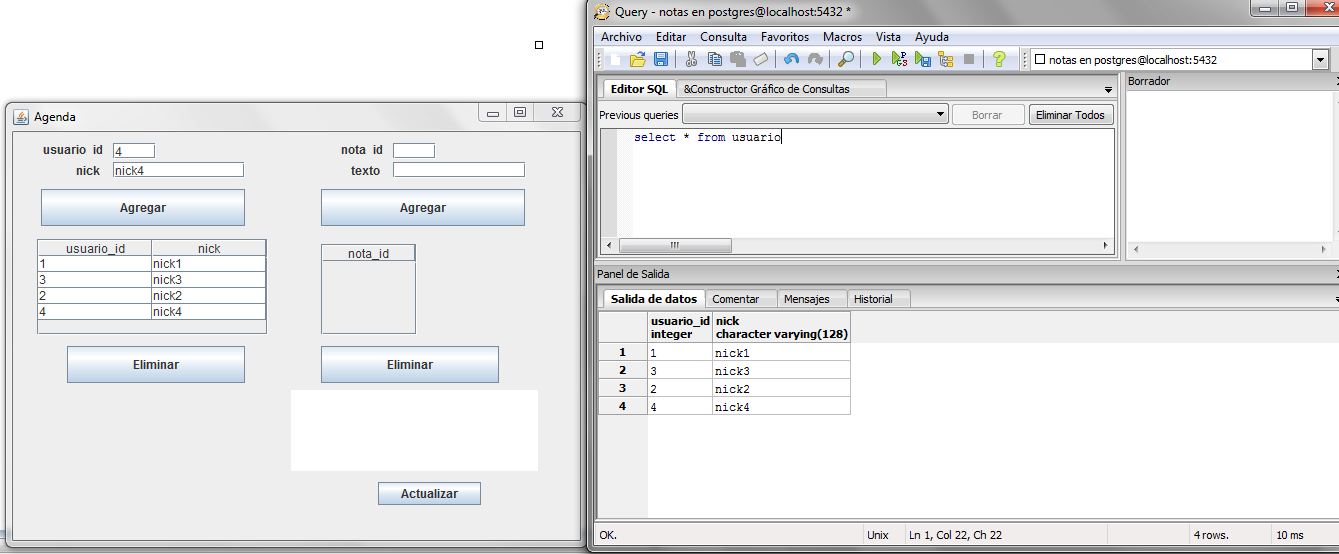 Agenda
usuario id 4
nick nick4
Agregar
usuario_id nick
1 nick1
3 nick3
2 nick2
4 nick4
Eliminar
nota id
texto
Agregar
nota_id
Eliminar
Actualizar
Query - notas en postgres@localhost:5432 *
Archivo Editar Consulta Favoritos Macros Vista Ayuda
notas en postgres@localhost:5432
Editor SQL &Constructor Gráfico de Consultas
Previous queries Borrar Eliminar Todos
select * from usuario
Borrador
Panel de Salida
Salida de datos Comentar Mensajes Historial
usuario_id nick
integer character varying(128)
1 1 nick1
2 3 nick3
3 2 nick2
4 4 nick4
OK. Unix Ln 1, Col 22, Ch 22 4 rows. 10 ms